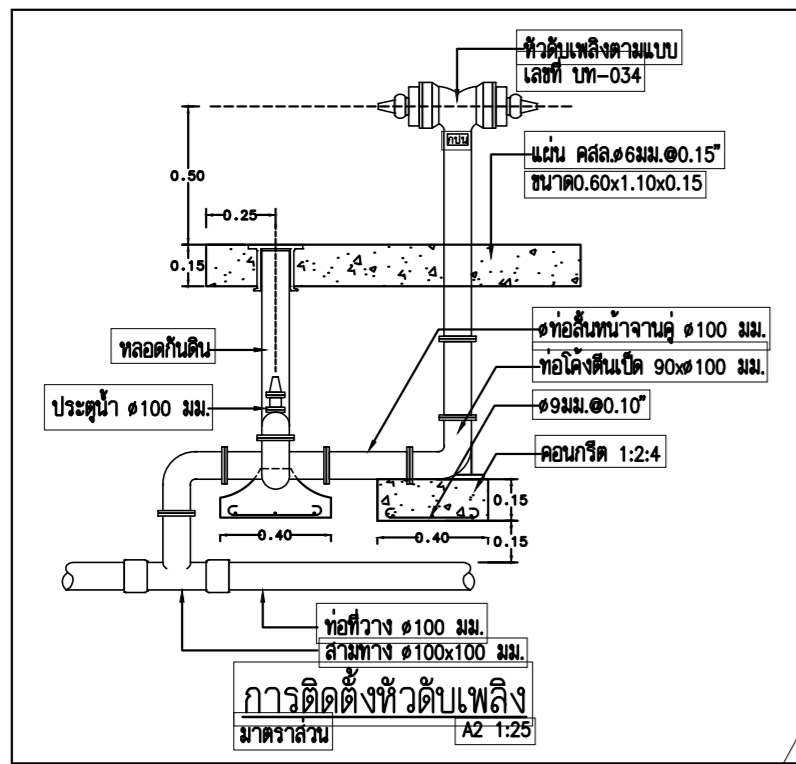 หัวดับเพลิงตามแบบ
เลขที่ บท-034
กปน
แผ่น คสล.ø6มม.@0.15"
ขนาด0.60x1.10x0.15
0.50
0.25
0.15
øท่อสั้นหน้าจานคู่ ø100 มม.
หลอดกันดิน
ท่อโค้งตีนเป็ด 90xø100 มม.
ประตูน้ำ ø100 มม.
ø9มม.@0.10"
คอนกรีต 1:2:4
0.15
0.40
0.40
0.15
ท่อที่วาง ø100 มม.
สามทาง ø100x100 มม.
การติดตั้งหัวดับเพลิง
มาตราส่วน A2 1:25